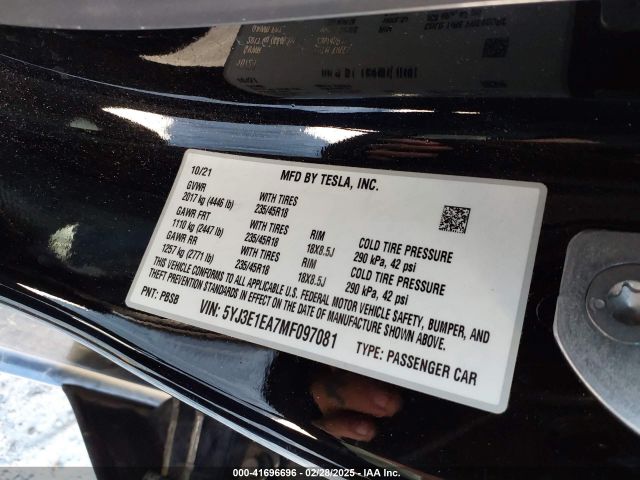 10/21
MFD BY TESLA, INC.
GVWR
2017 kg (4446 lb)
GAWR FRT
WITH TIRES
1110 kg (2447 lb)
235/45R18
RIM
18X8.5J
COLD TIRE PRESSURE
290 kPa, 42 psi
GAWR RR
WITH TIRES
1257 kg (2771 lb)
235/45R18
RIM
18X8.5J
COLD TIRE PRESSURE
290 kPa, 42 psi
WITH TIRES
235/45R18
THIS VEHICLE CONFORMS TO ALL APPLICABLE U.S. FEDERAL MOTOR VEHICLE SAFETY, BUMPER, AND
THEFT PREVENTION STANDARDS IN EFFECT ON THE DATE OF MANUFACTURE SHOWN ABOVE.
PNT: PBSB
VIN: 5YJ3E1EA7MF097081
TYPE: PASSENGER CAR
000-41696696 - 02/28/2025 - IAA Inc.